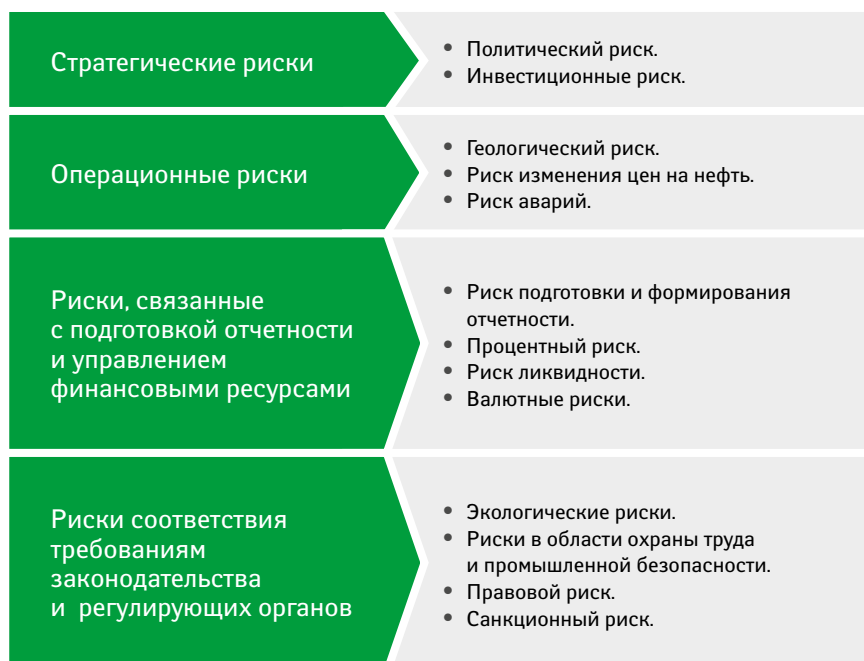 Стратегические риски
• Политический риск.
• Инвестиционные риск.
Операционные риски
• Геологический риск.
• Риск изменения цен на нефть.
• Риск аварий.
Риски, связанные
с подготовкой отчетности
и управлением
финансовыми ресурсами
• Риск подготовки и формирования
отчетности.
• Процентный риск.
• Риск ликвидности.
• Валютные риски.
Риски соответствия
требованиям
законодательства
и регулирующих органов
• Экологические риски.
• Риски в области охраны труда
и промышленной безопасности.
• Правовой риск.
• Санкционный риск.